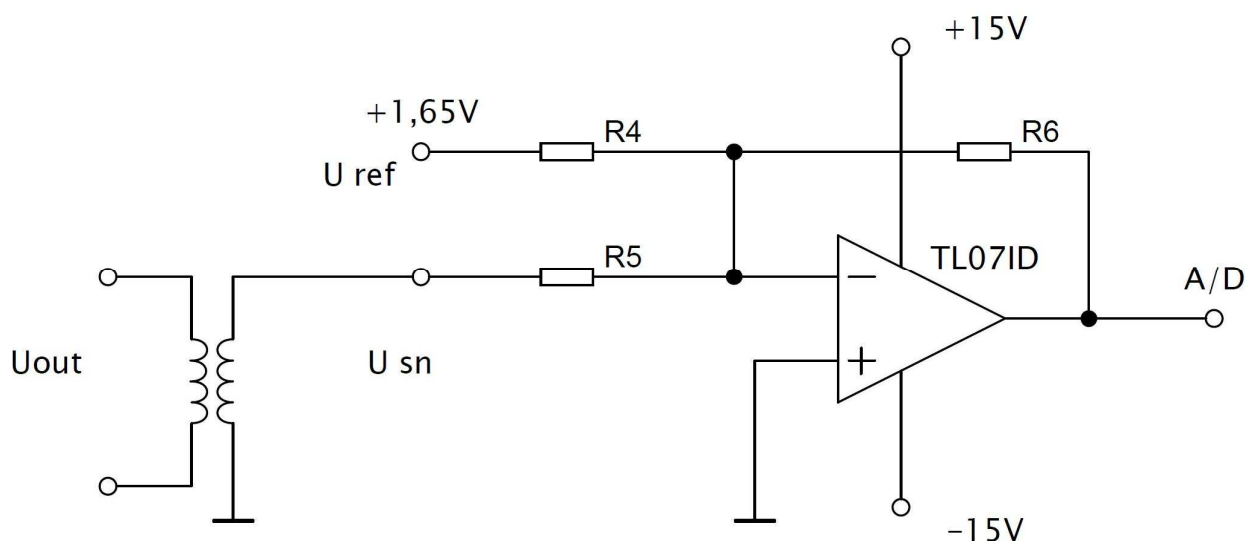 +15V
+1,65V
R4
R6
U ref
R5
TL07ID
A/D
Uout
U sn
−
+
−15V